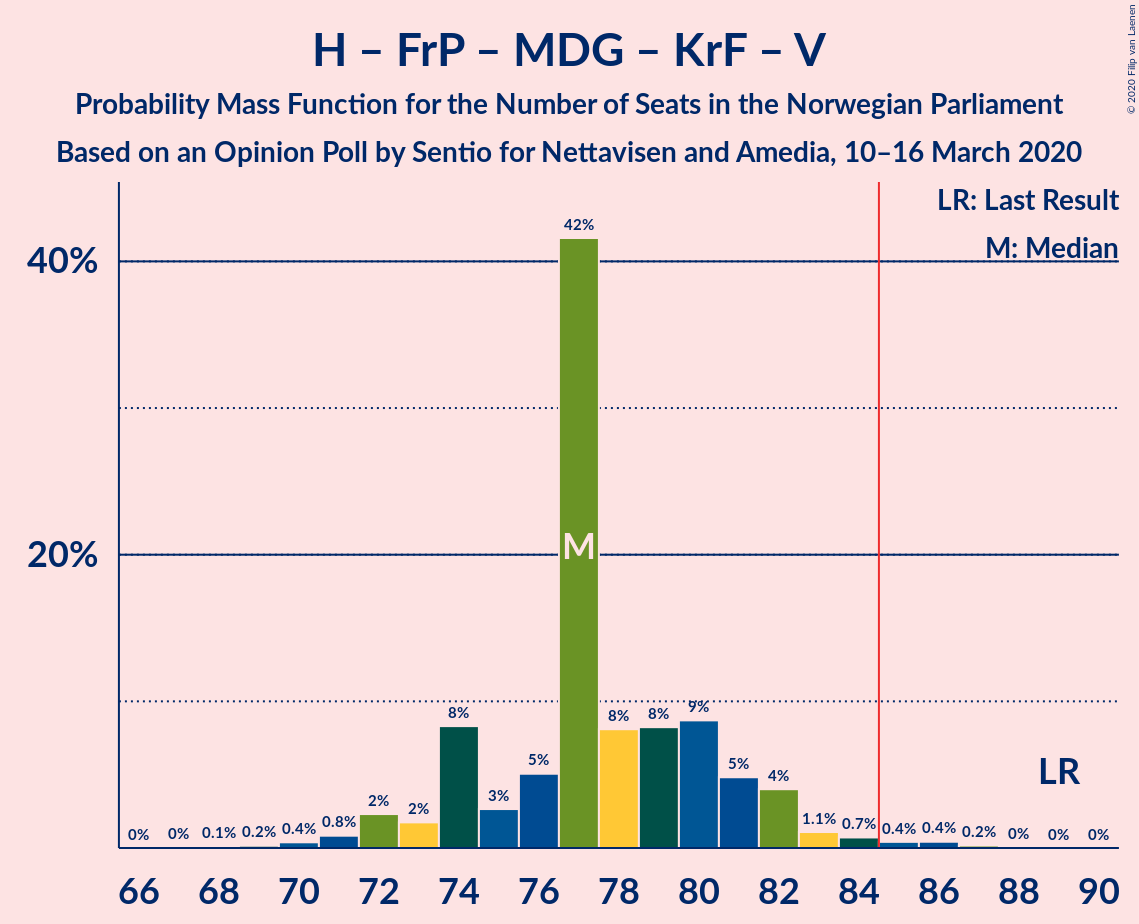 H – FrP – MDG – KrF – V
Probability Mass Function for the Number of Seats in the Norwegian Parliament
Based on an Opinion Poll by Sentio for Nettavisen and Amedia, 10–16 March 2020
© 2020 Filip van Laenen
LR: Last Result
M: Median
40%
20%
0% 0% 0.1% 0.2% 0.4% 0.8% 2% 2% 8% 3% 5% 42% 8% 8% 9% 5% 4% 1.1% 0.7% 0.4% 0.4% 0.2% 0% 0% 0%
M
LR
66 68 70 72 74 76 78 80 82 84 86 88 90